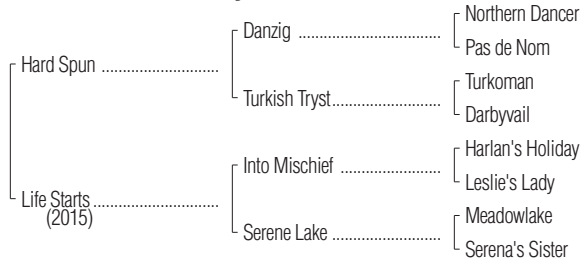 Northern Dancer
Danzig ................................
Pas de Nom
Hard Spun ..........................
Turkoman
Turkish Tryst........................
Darbyvail
Harlan's Holiday
Into Mischief ......................
Leslie's Lady
Life Starts............................
(2015)
Meadowlake
Serene Lake ........................
Serena's Sister